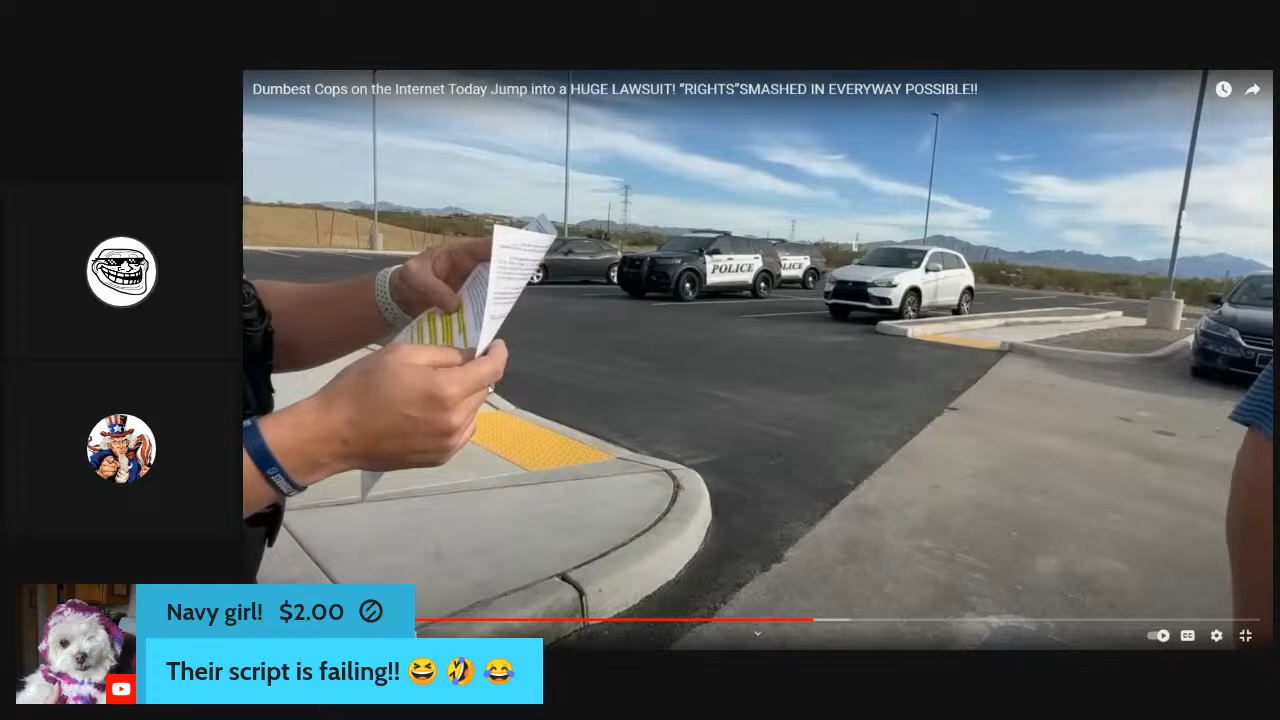 Dumbest Cops on the Internet Today Jump into a HUGE LAWSUIT! “RIGHTS”SMASHED IN EVERYWAY POSSIBLE!!
POLICE
POLICE
CC
Navy girl! $2.00
Their script is failing!! 😆 🤣 😂